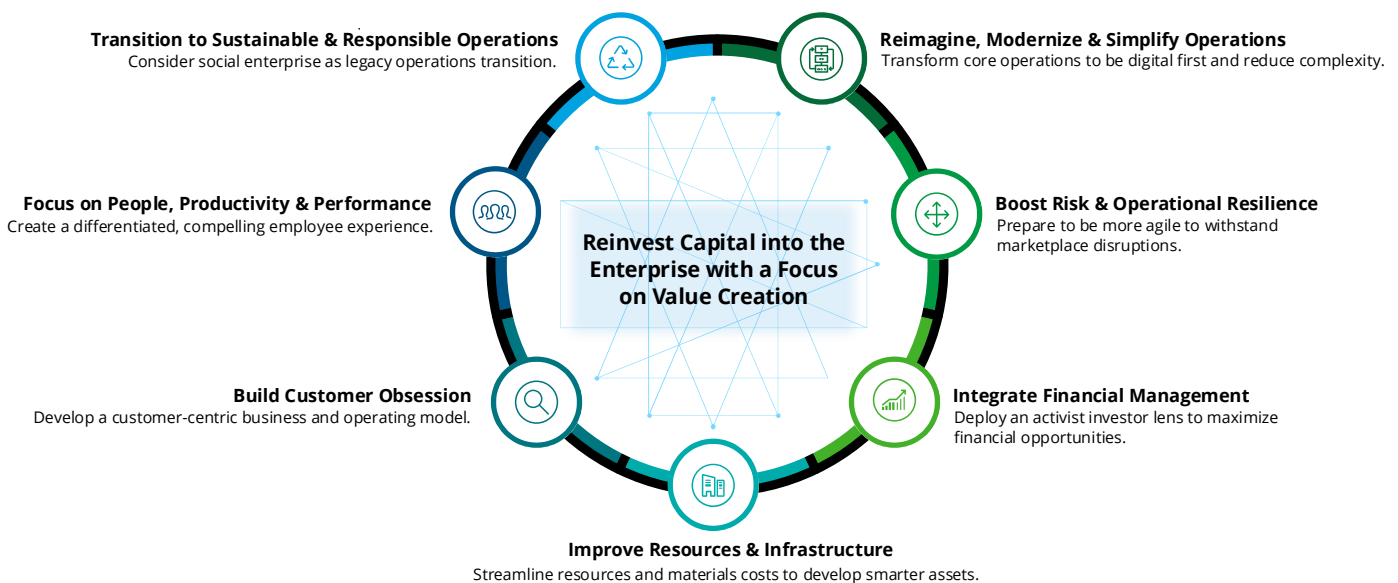 Transition to Sustainable & Responsible Operations
Consider social enterprise as legacy operations transition.
Reimagine, Modernize & Simplify Operations
Transform core operations to be digital first and reduce complexity.
Focus on People, Productivity & Performance
Create a differentiated, compelling employee experience.
Boost Risk & Operational Resilience
Prepare to be more agile to withstand
marketplace disruptions.
Reinvest Capital into the
Enterprise with a Focus
on Value Creation
Build Customer Obsession
Develop a customer-centric business and operating model.
Integrate Financial Management
Deploy an activist investor lens to maximize
financial opportunities.
Improve Resources & Infrastructure
Streamline resources and materials costs to develop smarter assets.